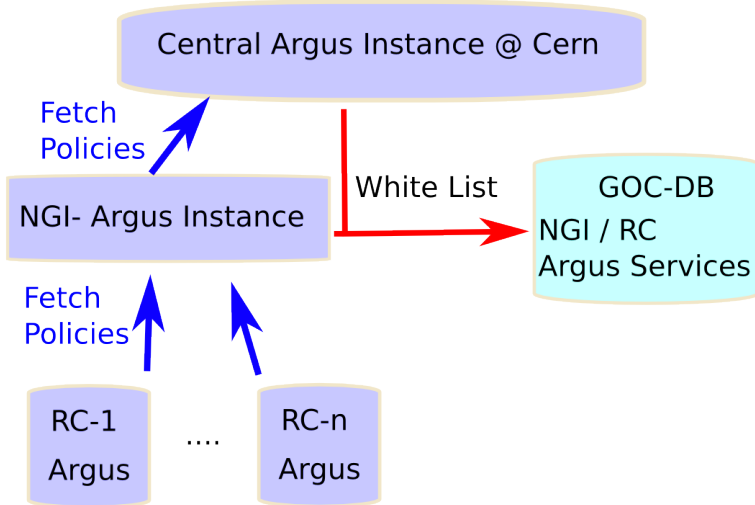 Central Argus Instance @ Cern
Fetch
Policies
White List
GOC-DB
NGI / RC
Argus Services
NGI- Argus Instance
Fetch
Policies
RC-1
Argus
....
RC-n
Argus